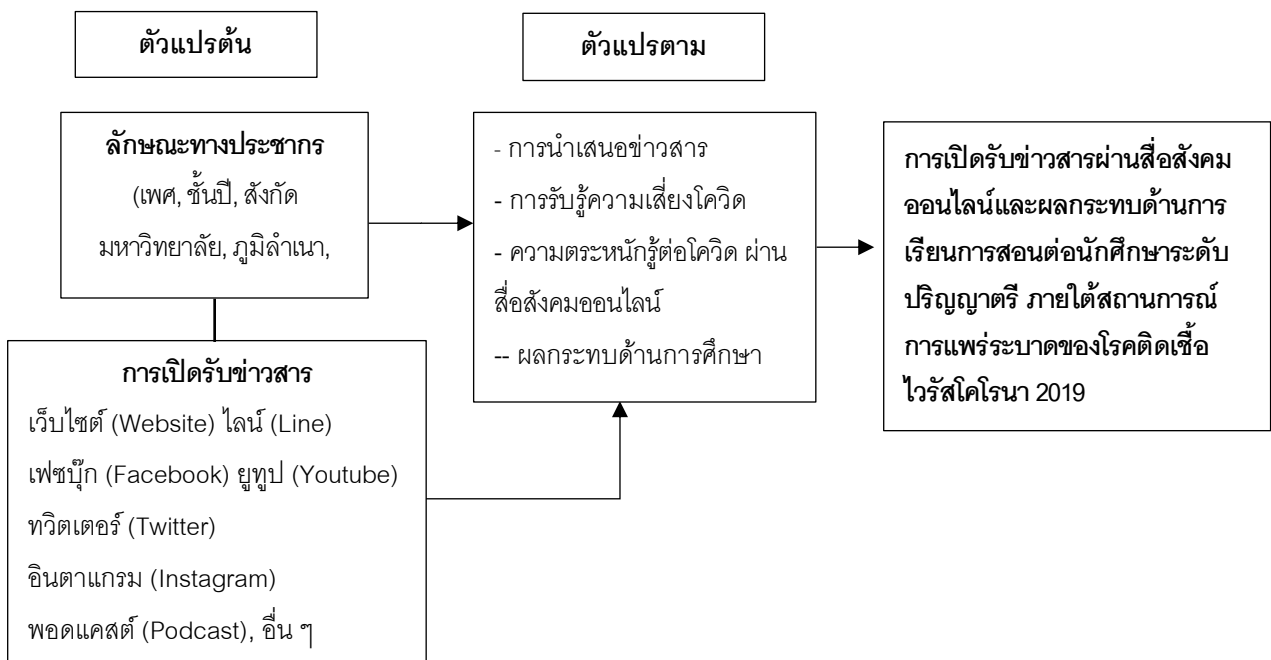 ตัวแปรต้น
ตัวแปรตาม
ลักษณะทางประชากร
(เพศ, ชั้นปี, สังกัด
มหาวิทยาลัย, ภูมิลำเนา,
การเปิดรับข่าวสาร
เว็บไซต์ (Website) ไลน์ (Line)
เฟซบุ๊ก (Facebook) ยูทูป (Youtube)
ทวิตเตอร์ (Twitter)
อินตาแกรม (Instagram)
พอดแคสต์ (Podcast), อื่น ๆ
- การนำเสนอข่าวสาร
- การรับรู้ความเสี่ยงโควิด
- ความตระหนักรู้ต่อโควิด ผ่าน
สื่อสังคมออนไลน์
-- ผลกระทบด้านการศึกษา
การเปิดรับข่าวสารผ่านสื่อสังคม
ออนไลน์และผลกระทบด้านการ
เรียนการสอนต่อนักศึกษาระดับ
ปริญญาตรี ภายใต้สถานการณ์
การแพร่ระบาดของโรคติดเชื้อ
ไวรัสโคโรนา 2019